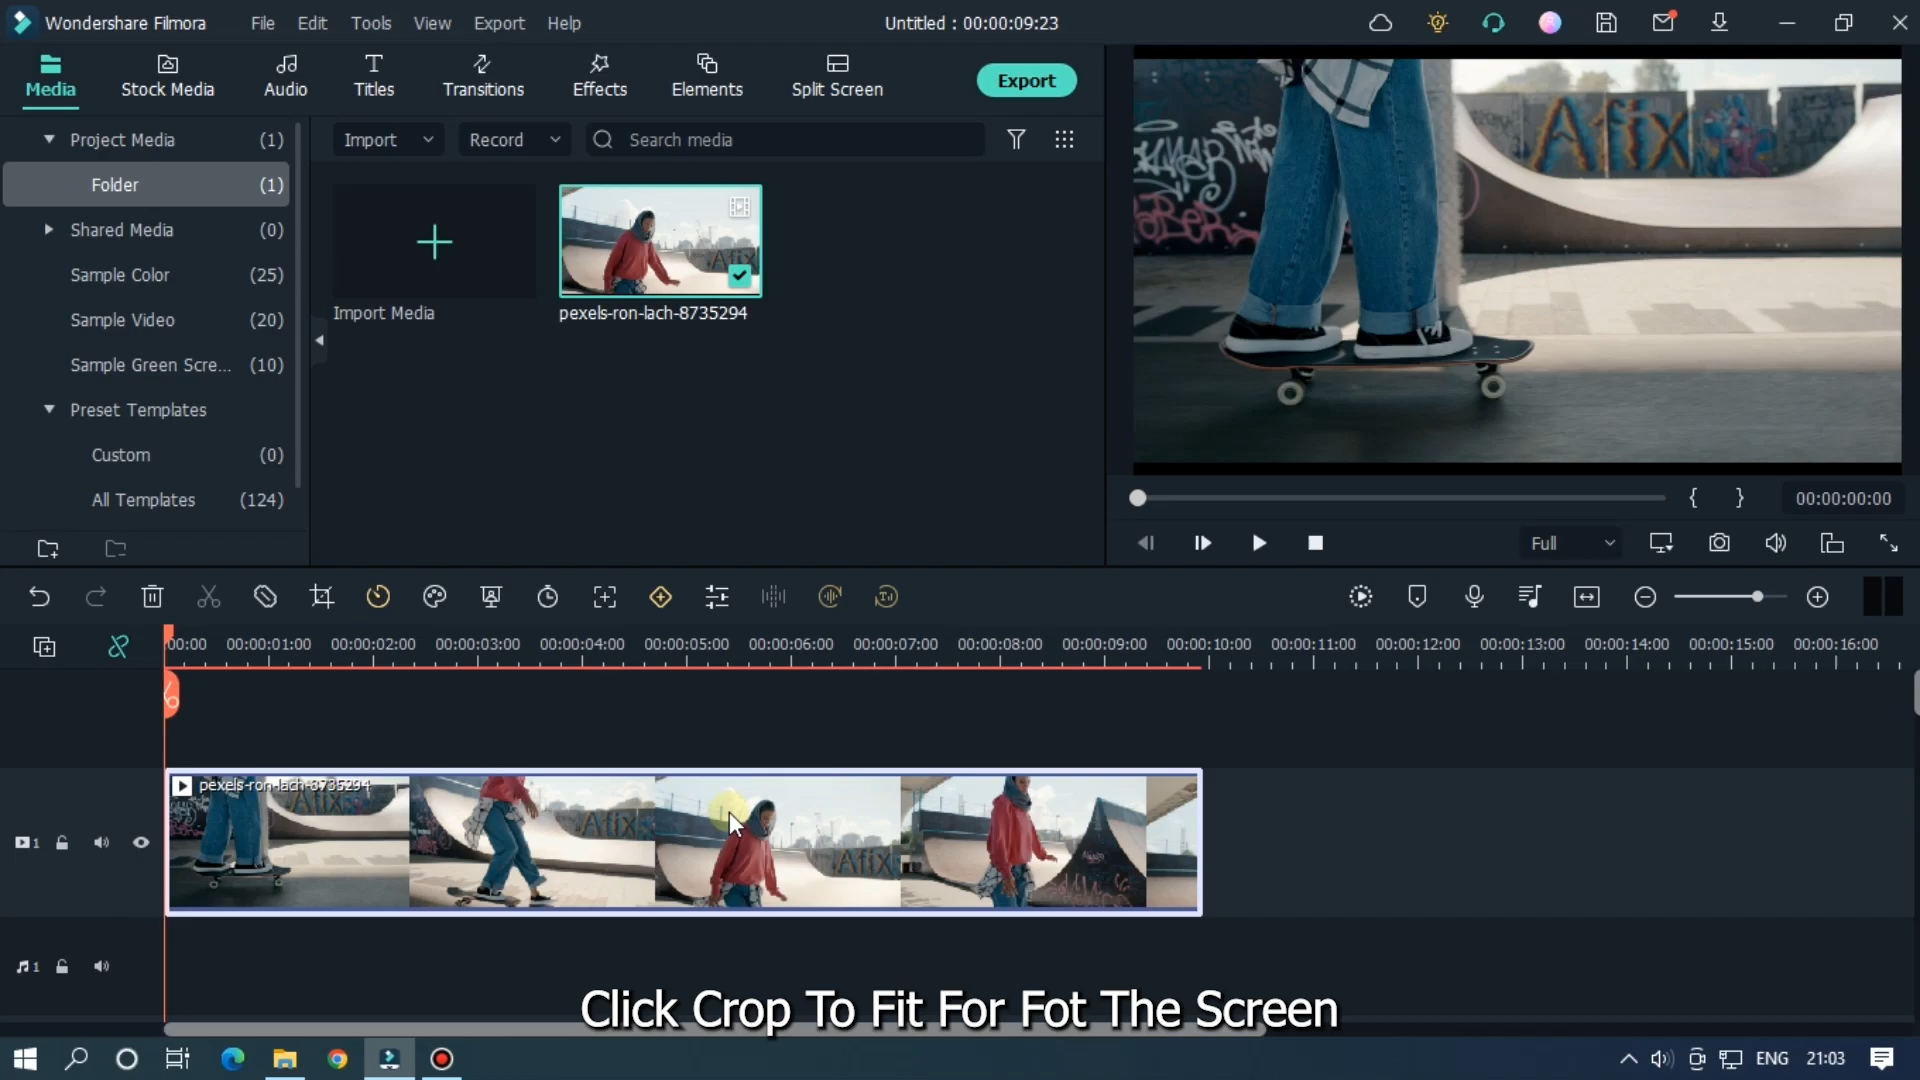 Wondershare Filmora File Edit Tools View Export Help Untitled : 00:00:09:23
Media Stock Media Audio Titles Transitions Effects Elements Split Screen Export
Project Media (1)
Folder (1)
Shared Media (0)
Sample Color (25)
Sample Video (20)
Sample Green Scre... (10)
Preset Templates
Custom (0)
All Templates (124)
Import Record Search media
Import Media
pexels-ron-lach-8735294
Afix
00:00:00:00
Full
00:00 00:00:01:00 00:00:02:00 00:00:03:00 00:00:04:00 00:00:05:00 00:00:06:00 00:00:07:00 00:00:08:00 00:00:09:00 00:00:10:00 00:00:11:00 00:00:12:00 00:00:13:00 00:00:14:00 00:00:15:00 00:00:16:00
pexels-ron-lach-8735294
1
1
Click Crop To Fit For Fot The Screen
ENG 21:03